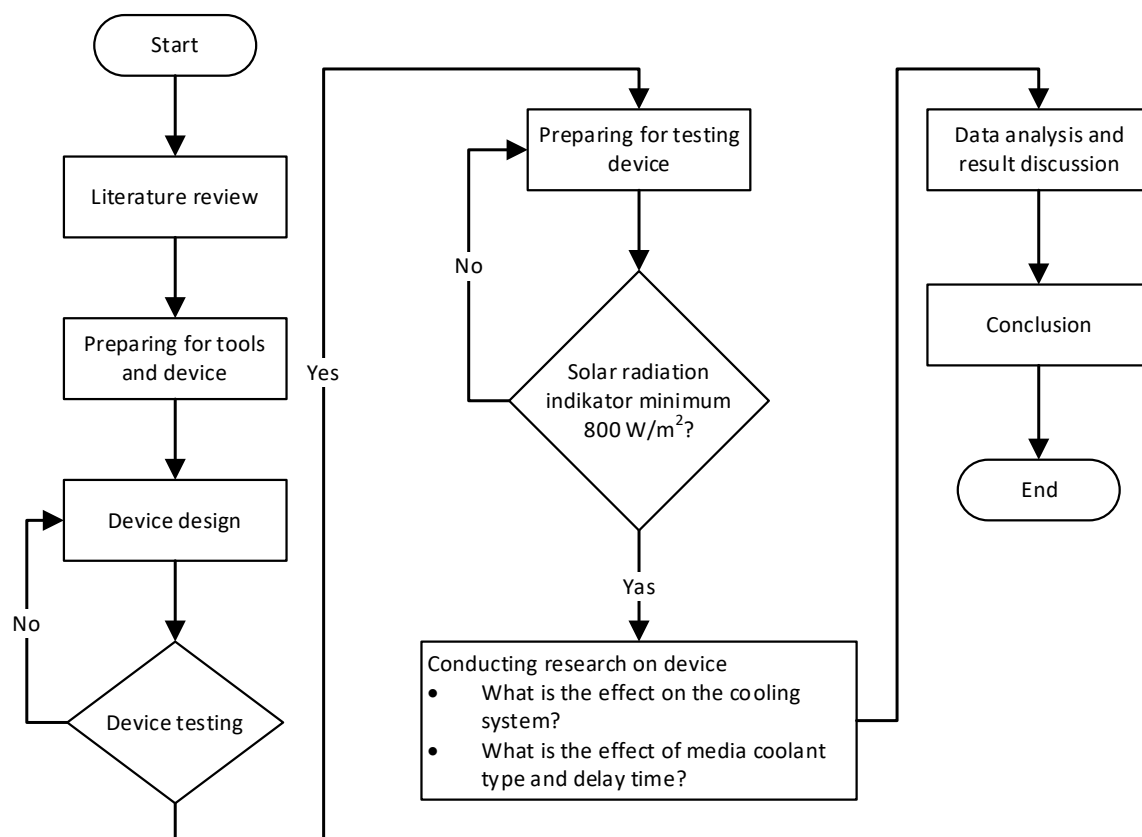 Start
Literature review
Preparing for tools
and device
Device design
No
Device testing
Yes
Preparing for testing
device
No
Solar radiation
indikator minimum
800 W/m²?
Yas
Conducting research on device
• What is the effect on the cooling
system?
• What is the effect of media coolant
type and delay time?
Data analysis and
result discussion
Conclusion
End